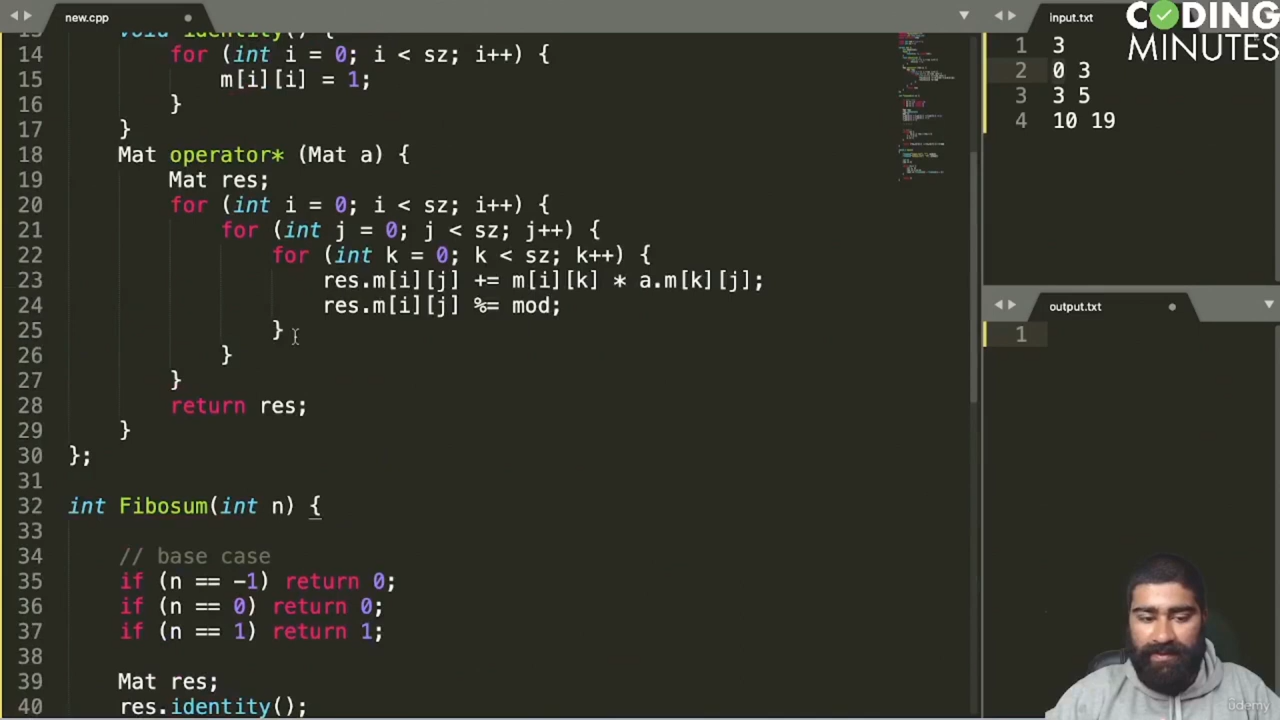 new.cpp
void identity() {
14 for (int i = 0; i < sz; i++) {
15 m[i][i] = 1;
16 }
17 }
18 Mat operator* (Mat a) {
19 Mat res;
20 for (int i = 0; i < sz; i++) {
21 for (int j = 0; j < sz; j++) {
22 for (int k = 0; k < sz; k++) {
23 res.m[i][j] += m[i][k] * a.m[k][j];
24 res.m[i][j] %= mod;
25 }
26 }
27 }
28 return res;
29 }
30 };
31
32 int Fibosum(int n) {
33
34 // base case
35 if (n == -1) return 0;
36 if (n == 0) return 0;
37 if (n == 1) return 1;
38
39 Mat res;
40 res.identity();
input.txt
1 3
2 0 3
3 3 5
4 10 19
output.txt
1
CODING
MINUTES
ûdemy